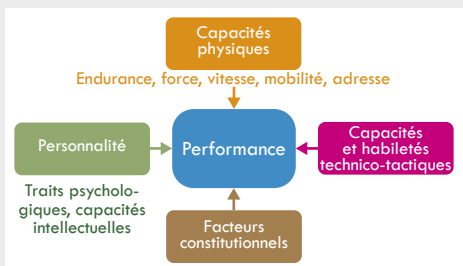 Capacités
physiques
Endurance, force, vitesse, mobilité, adresse
Personnalité
Performance
Capacités
et habiletés
technico-tactiques
Traits psycholo-
giques, capacités
intellectuelles
Facteurs
constitutionnels